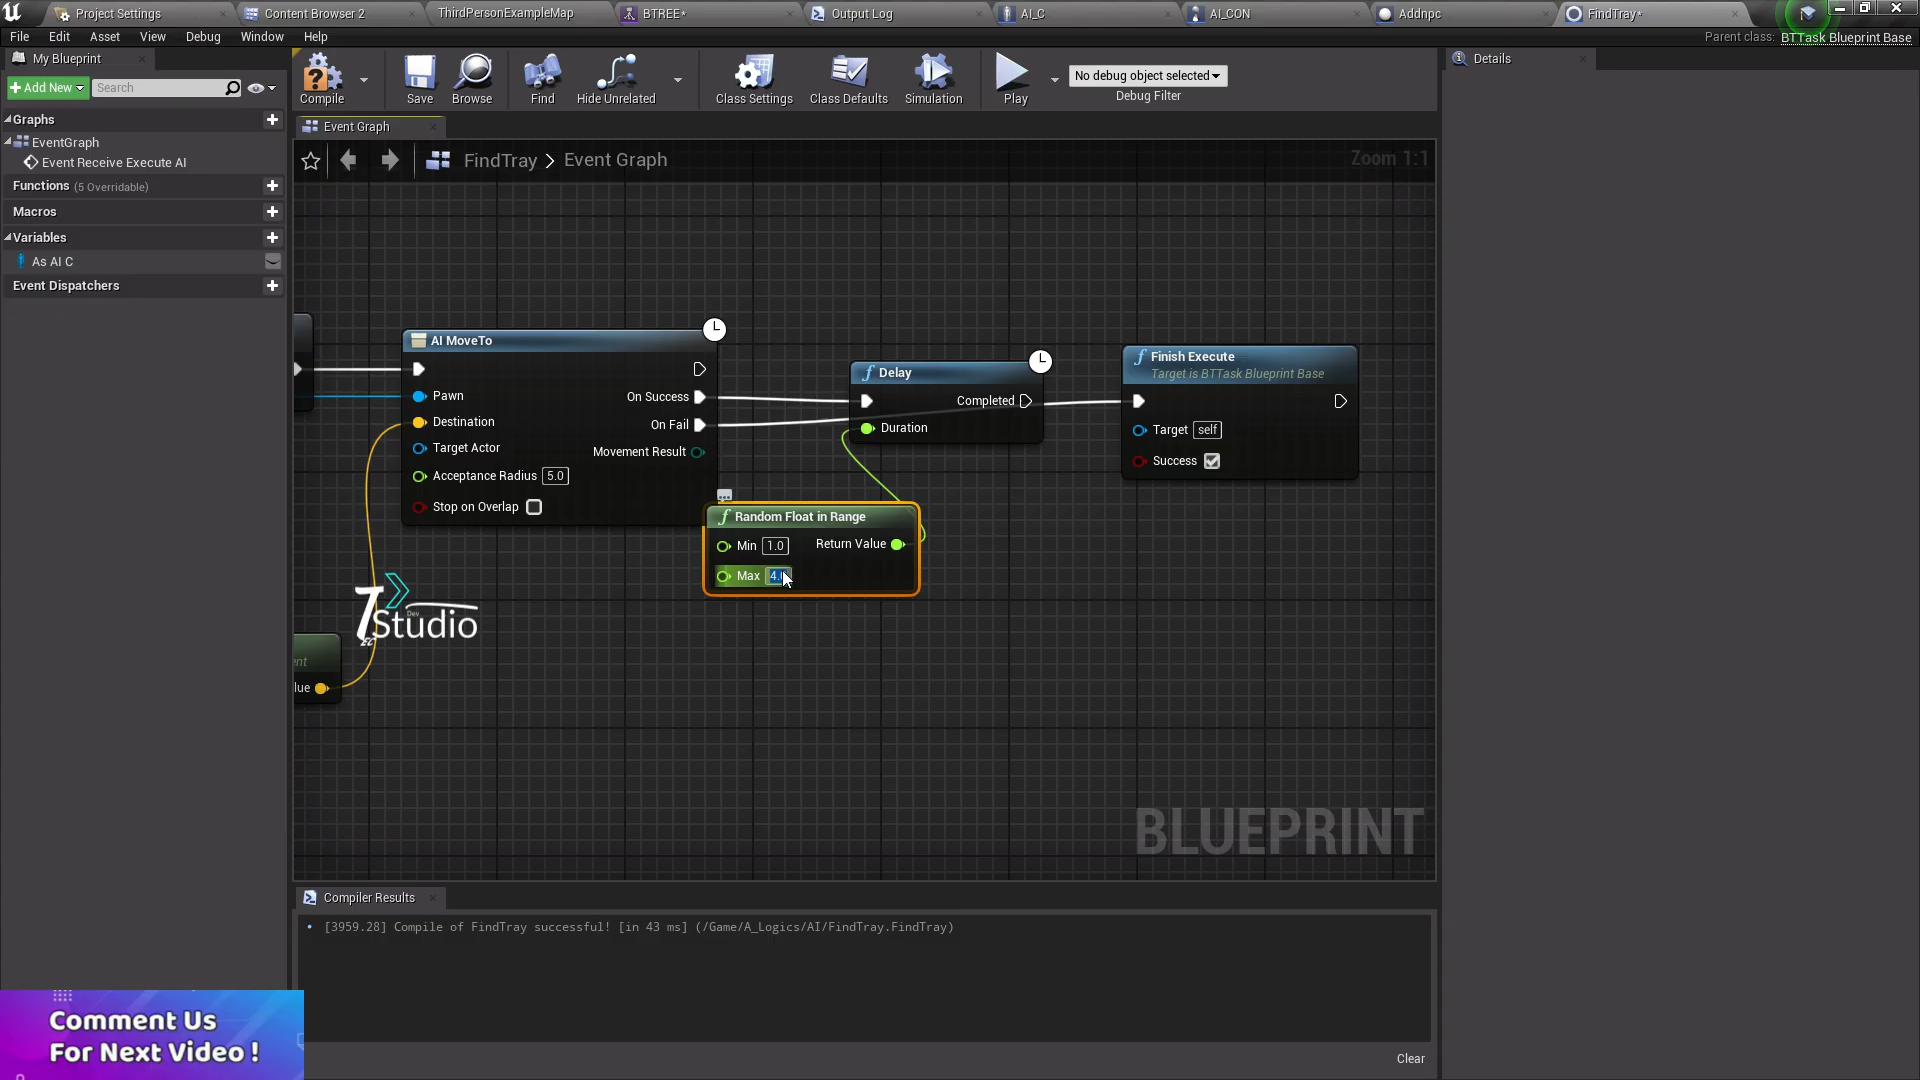 Project Settings
Content Browser 2
ThirdPersonExampleMap
BTREE*
Output Log
AI_C
AI_CON
Addnpc
FindTray*
File Edit Asset View Debug Window Help
Parent class: BTTask Blueprint Base
My Blueprint
Details
+Add New
Search
Compile
Save
Browse
Find
Hide Unrelated
Class Settings
Class Defaults
Simulation
Play
No debug object selected
Debug Filter
Graphs
EventGraph
Event Receive Execute AI
Functions (5 Overridable)
Macros
Variables
As AI C
Event Dispatchers
Event Graph
FindTray > Event Graph
Zoom 1:1
AI MoveTo
Pawn
On Success
Destination
On Fail
Target Actor
Movement Result
Acceptance Radius 5.0
Stop on Overlap
Delay
Completed
Duration
Finish Execute
Target is BTTask Blueprint Base
Target self
Success
Random Float in Range
Min 1.0
Return Value
Max 4.0
Dev
Studio
ent
lue
BLUEPRINT
Compiler Results
[3959.28] Compile of FindTray successful! [in 43 ms] (/Game/A_Logics/AI/FindTray.FindTray)
Clear
Comment Us
For Next Video !